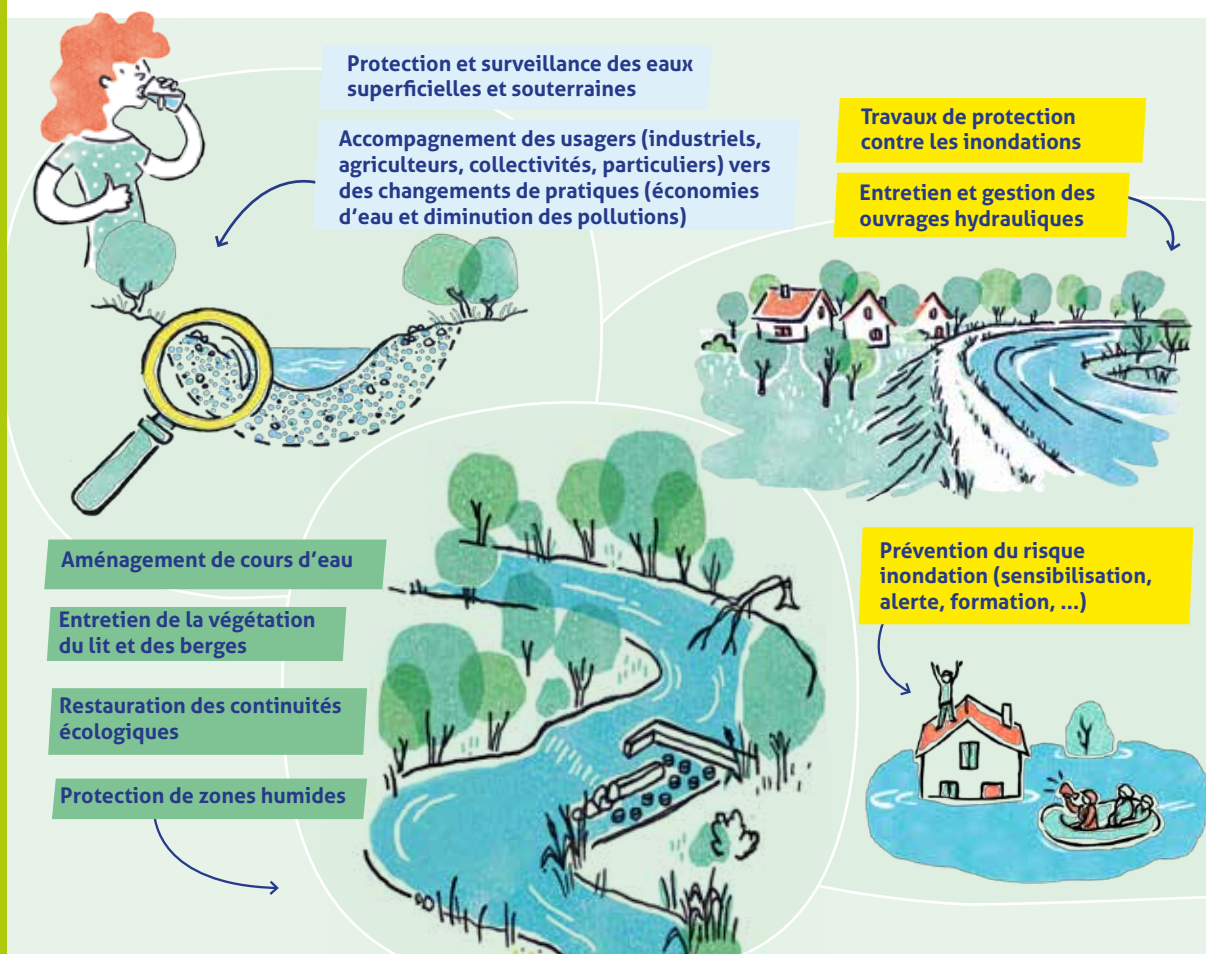 Protection et surveillance des eaux
superficielles et souterraines
Accompagnement des usagers (industriels,
agriculteurs, collectivités, particuliers) vers
des changements de pratiques (économies
d'eau et diminution des pollutions)
Travaux de protection
contre les inondations
Entretien et gestion des
ouvrages hydrauliques
Aménagement de cours d'eau
Entretien de la végétation
du lit et des berges
Restauration des continuités
écologiques
Protection de zones humides
Prévention du risque
inondation (sensibilisation,
alerte, formation, ...)